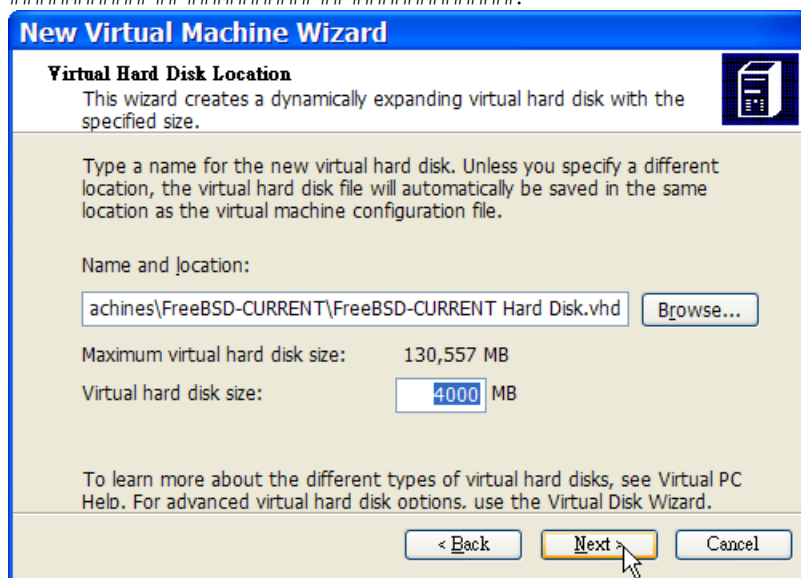 New Virtual Machine Wizard
Virtual Hard Disk Location
This wizard creates a dynamically expanding virtual hard disk with the
specified size.
Type a name for the new virtual hard disk. Unless you specify a different
location, the virtual hard disk file will automatically be saved in the same
location as the virtual machine configuration file.
Name and location:
achines\FreeBSD-CURRENT\FreeBSD-CURRENT Hard Disk.vhd Browse...
Maximum virtual hard disk size: 130,557 MB
Virtual hard disk size: 4000 MB
To learn more about the different types of virtual hard disks, see Virtual PC
Help. For advanced virtual hard disk options, use the Virtual Disk Wizard.
< Back Next > Cancel